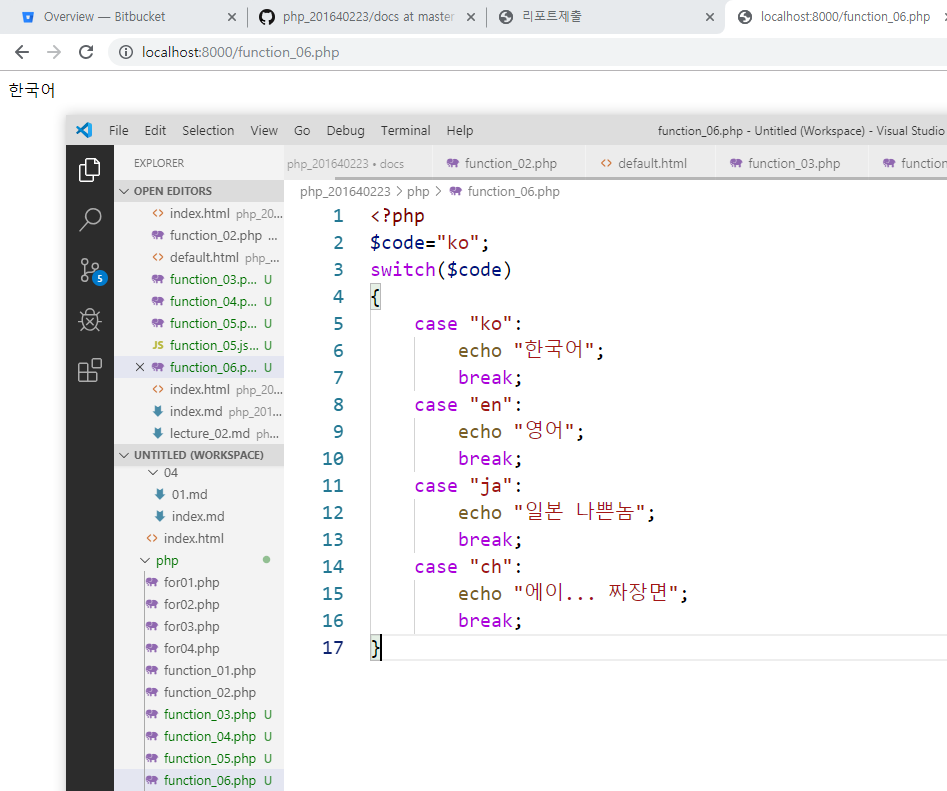 Overview — Bitbucket
php_201640223/docs at master
리포트제출
localhost:8000/function_06.php
localhost:8000/function_06.php
한국어
File Edit Selection View Go Debug Terminal Help
function_06.php - Untitled (Workspace) - Visual Studio
EXPLORER
php_201640223 • docs
function_02.php
default.html
function_03.php
function
OPEN EDITORS
index.html php_20...
function_02.php ...
default.html php_...
function_03.p... U
function_04.p... U
function_05.p... U
JS function_05.js... U
function_06.p... U
index.html php_20...
index.md php_201...
lecture_02.md ph...
UNTITLED (WORKSPACE)
04
01.md
index.md
index.html
php
for01.php
for02.php
for03.php
for04.php
function_01.php
function_02.php
function_03.php U
function_04.php U
function_05.php U
function_06.php U
5
php_201640223 > php > function_06.php
1 <?php
2 $code="ko";
3 switch($code)
4 {
5 case "ko":
6 echo "한국어";
7 break;
8 case "en":
9 echo "영어";
10 break;
11 case "ja":
12 echo "일본 나쁜놈";
13 break;
14 case "ch":
15 echo "에이... 짜장면";
16 break;
17 }